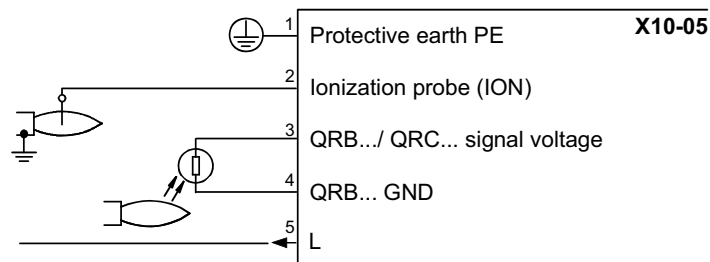 X10-05
1 Protective earth PE
2 Ionization probe (ION)
3 QRB.../ QRC... signal voltage
4 QRB... GND
5 L